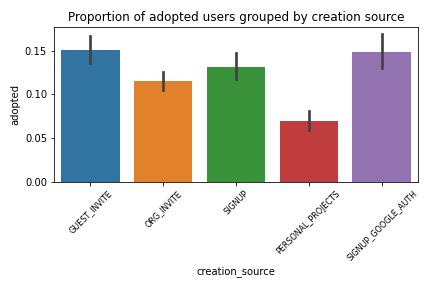 Proportion of adopted users grouped by creation source
adopted
0.15
0.10
0.05
0.00
GUEST_INVITE
ORG_INVITE
SIGNUP
PERSONAL_PROJECTS
SIGNUP_GOOGLE_AUTH
creation_source